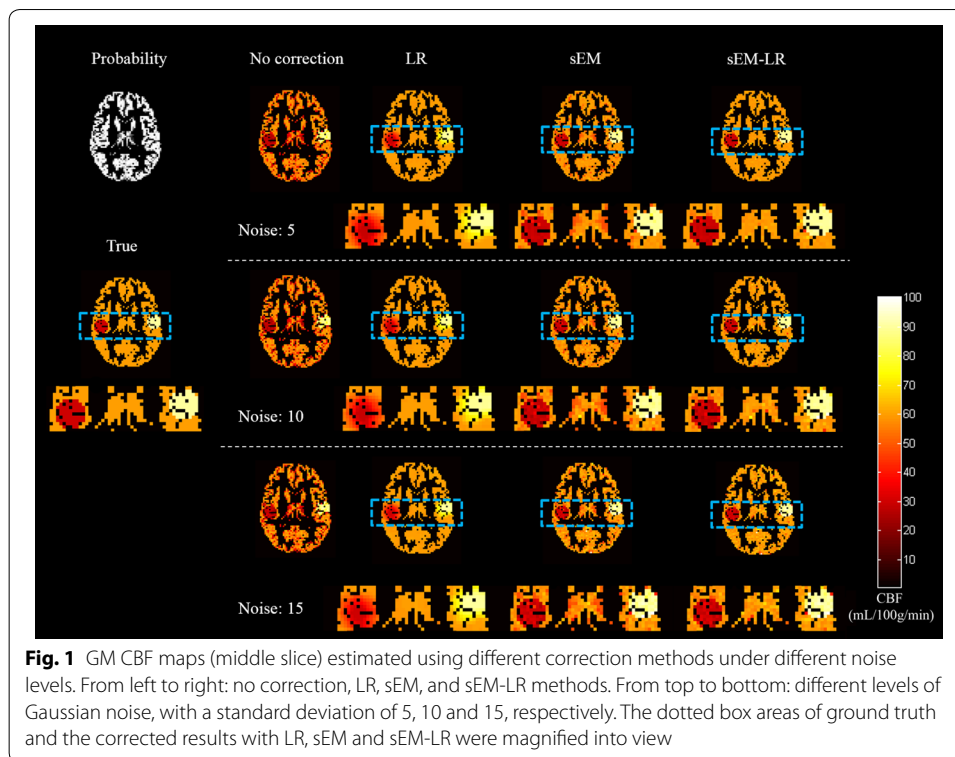 Probability
No correction
LR
sEM
sEM-LR
Noise: 5
True
Noise: 10
Noise: 15
100
90
80
70
60
50
40
30
20
10
CBF
(mL/100g/min)
Fig. 1 GM CBF maps (middle slice) estimated using different correction methods under different noise
levels. From left to right: no correction, LR, sEM, and sEM-LR methods. From top to bottom: different levels of
Gaussian noise, with a standard deviation of 5, 10 and 15, respectively. The dotted box areas of ground truth
and the corrected results with LR, sEM and sEM-LR were magnified into view